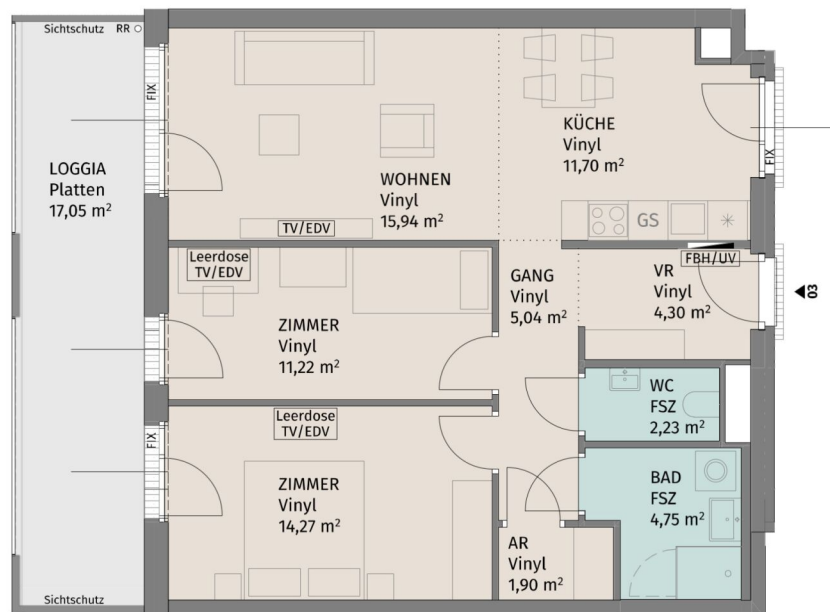 Sichtschutz RR
FIX
LOGGIA
Platten
17,05 m²
WOHNEN
Vinyl
15,94 m²
TV/EDV
KÜCHE
Vinyl
11,70 m²
FIX
GS
Leerdose
TV/EDV
ZIMMER
Vinyl
11,22 m²
GANG
Vinyl
5,04 m²
FBH/UV
VR
Vinyl
4,30 m²
03
WC
FSZ
2,23 m²
Leerdose
TV/EDV
FIX
ZIMMER
Vinyl
14,27 m²
BAD
FSZ
4,75 m²
AR
Vinyl
1,90 m²
Sichtschutz